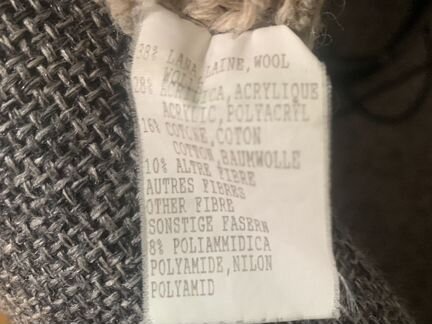 38% LANA, LAINE, WOOL
WOLLE
28% ACRILICA, ACRYLIQUE
ACRYLIC, POLYACRYL
16% COTONE, COTON
COTTON, BAUMWOLLE
10% ALTRE FIBRE
AUTRES FIBRES
OTHER FIBRE
SONSTIGE FASERN
8% POLIAMMIDICA
POLYAMIDE, NILON
POLYAMID